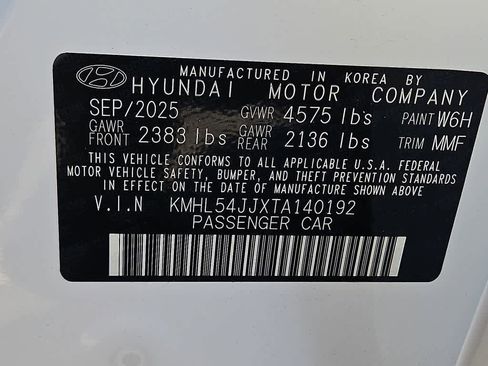 MANUFACTURED IN KOREA BY
HYUNDAI MOTOR COMPANY
SEP/2025 GVWR 4575 lbs PAINT W6H
GAWR FRONT 2383 lbs GAWR REAR 2136 lbs TRIM MMF
THIS VEHICLE CONFORMS TO ALL APPLICABLE U.S.A. FEDERAL
MOTOR VEHICLE SAFETY, BUMPER, AND THEFT PREVENTION STANDARDS
IN EFFECT ON THE DATE OF MANUFACTURE SHOWN ABOVE
V.I.N KMHL54JJXTA140192
PASSENGER CAR